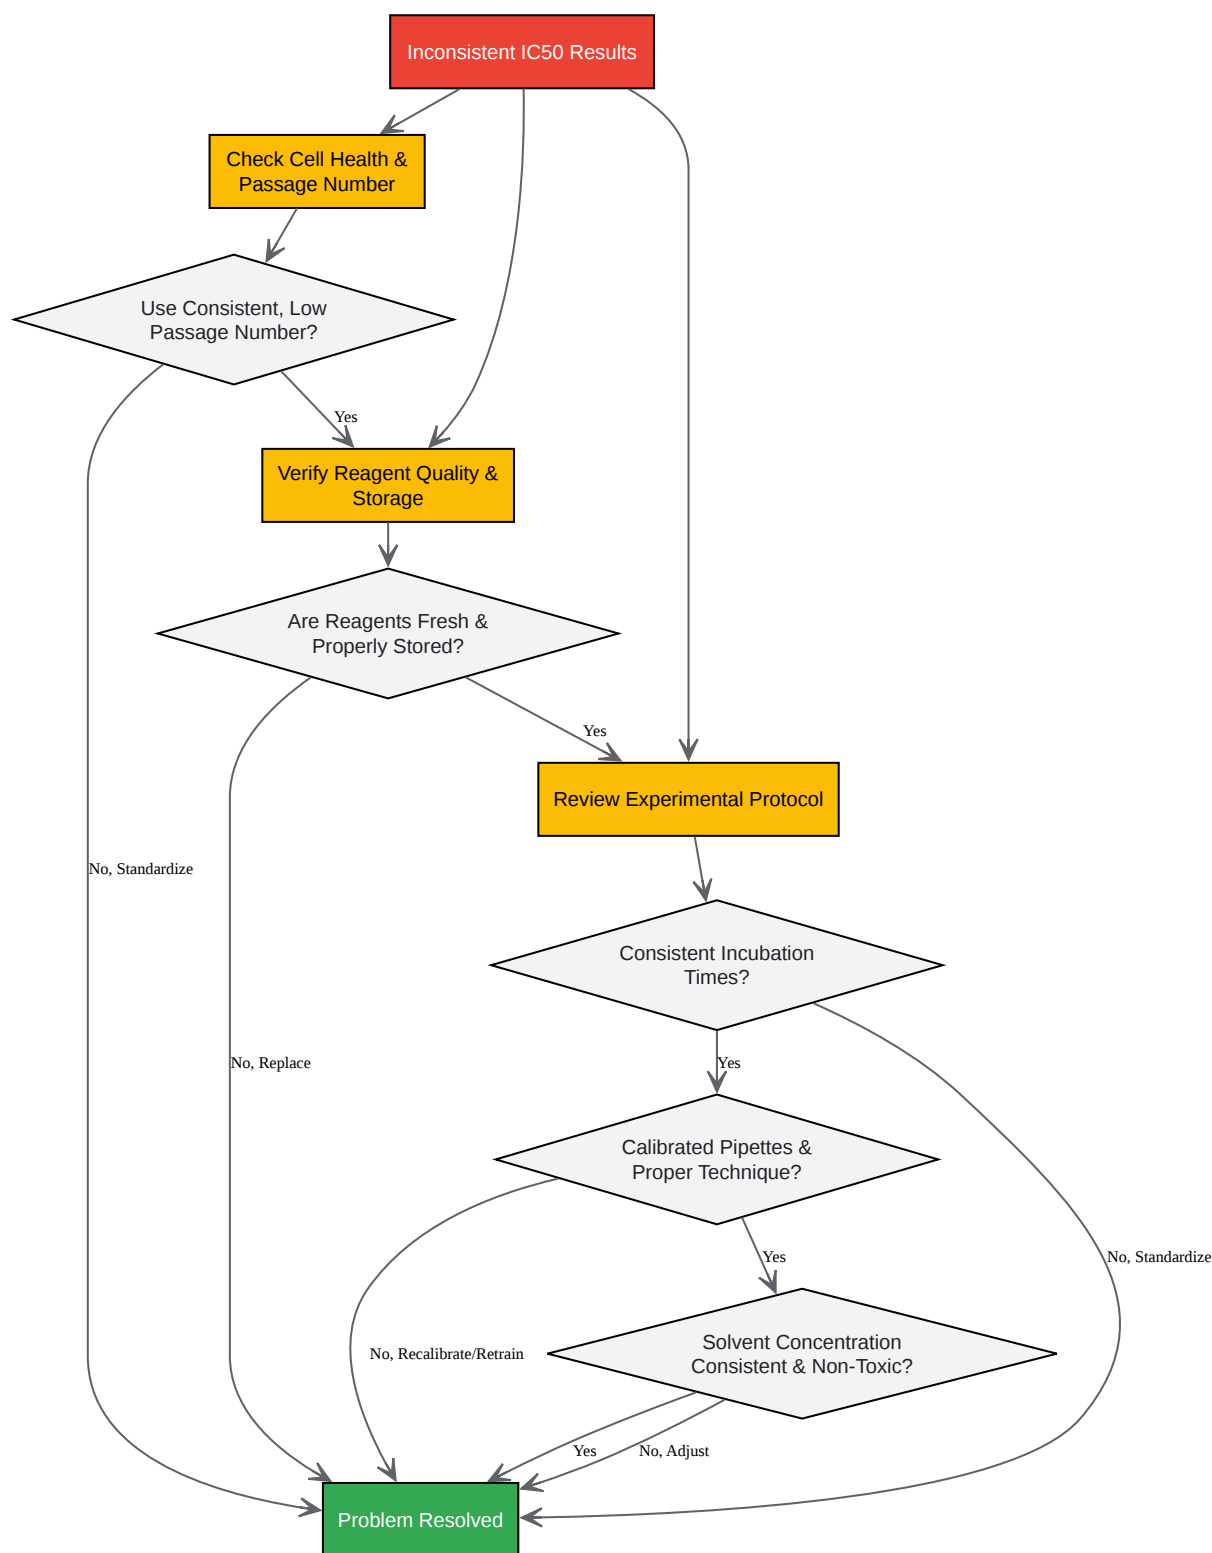 Inconsistent IC50 Results
Check Cell Health &
Passage Number
Use Consistent, Low
Passage Number?
Yes
Verify Reagent Quality &
Storage
Are Reagents Fresh &
Properly Stored?
Yes
Review Experimental Protocol
No, Standardize
Consistent Incubation
Times?
No, Replace
Yes
Calibrated Pipettes &
Proper Technique?
Yes
No, Standardize
No, Recalibrate/Retrain
Solvent Concentration
Consistent & Non-Toxic?
Yes
No, Adjust
Problem Resolved